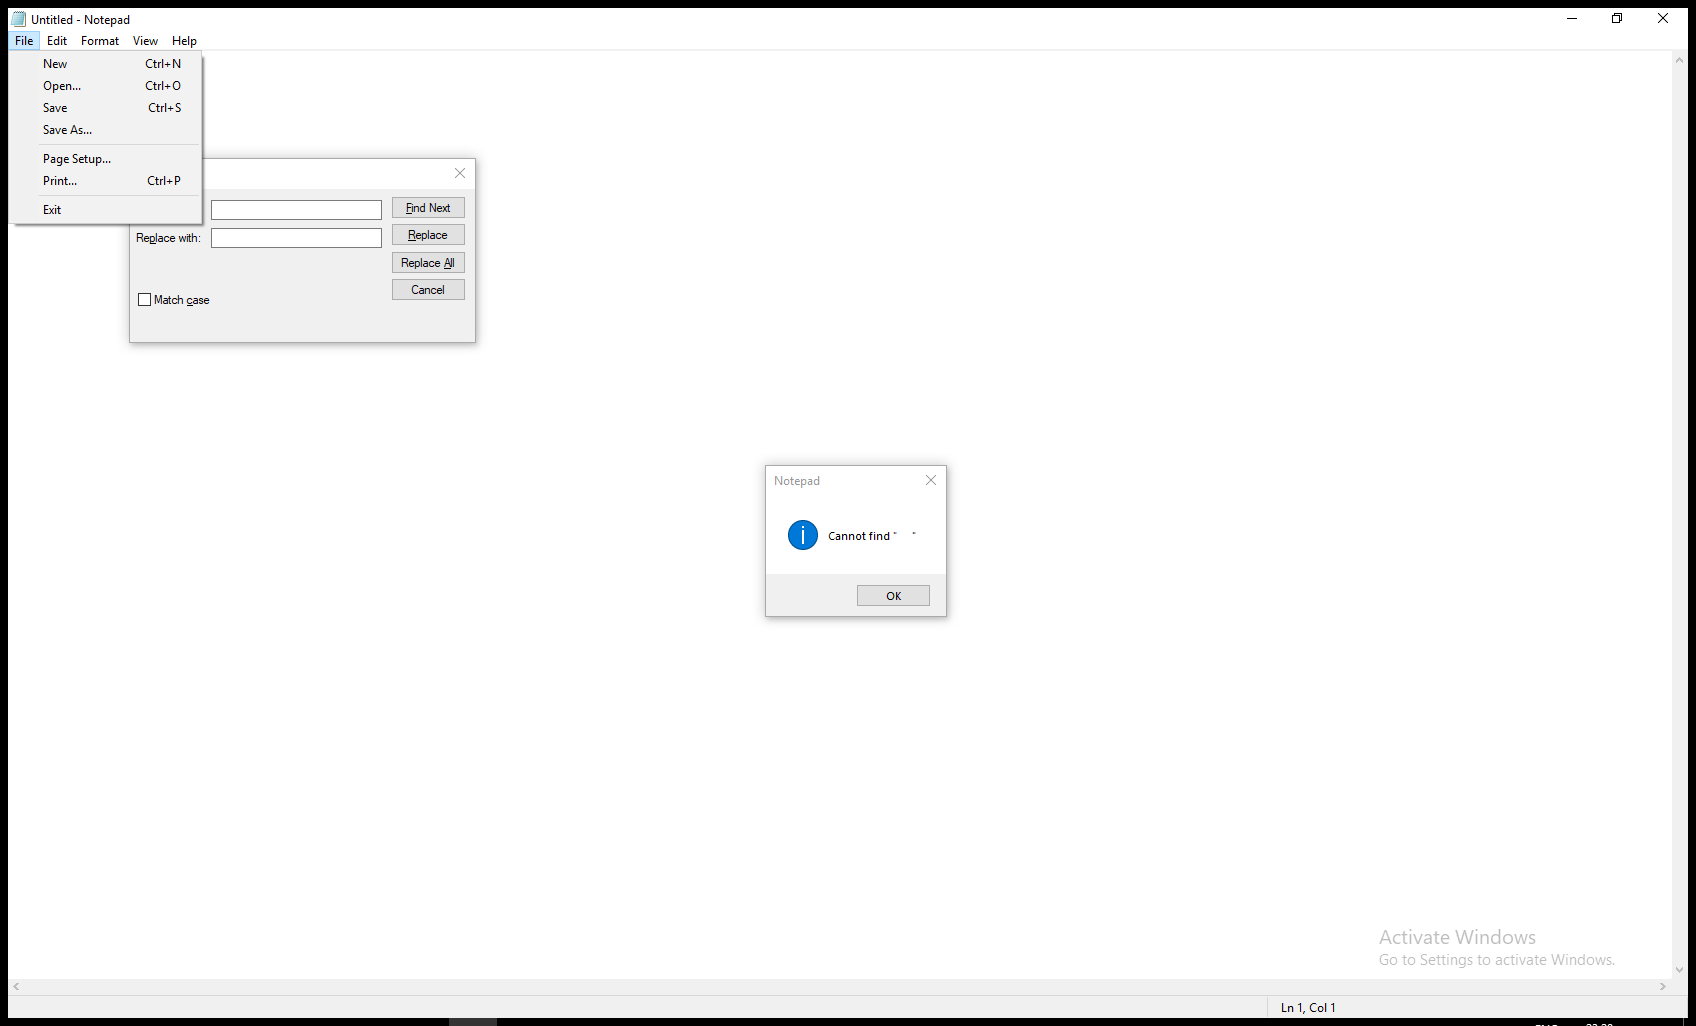 Untitled - Notepad
File Edit Format View Help
New Ctrl+N
Open... Ctrl+O
Save Ctrl+S
Save As...
Page Setup...
Print... Ctrl+P
Exit
Find Next
Replace with: Replace
Replace All
Cancel
Match case
Notepad
Cannot find " "
OK
Activate Windows
Go to Settings to activate Windows.
Ln 1, Col 1